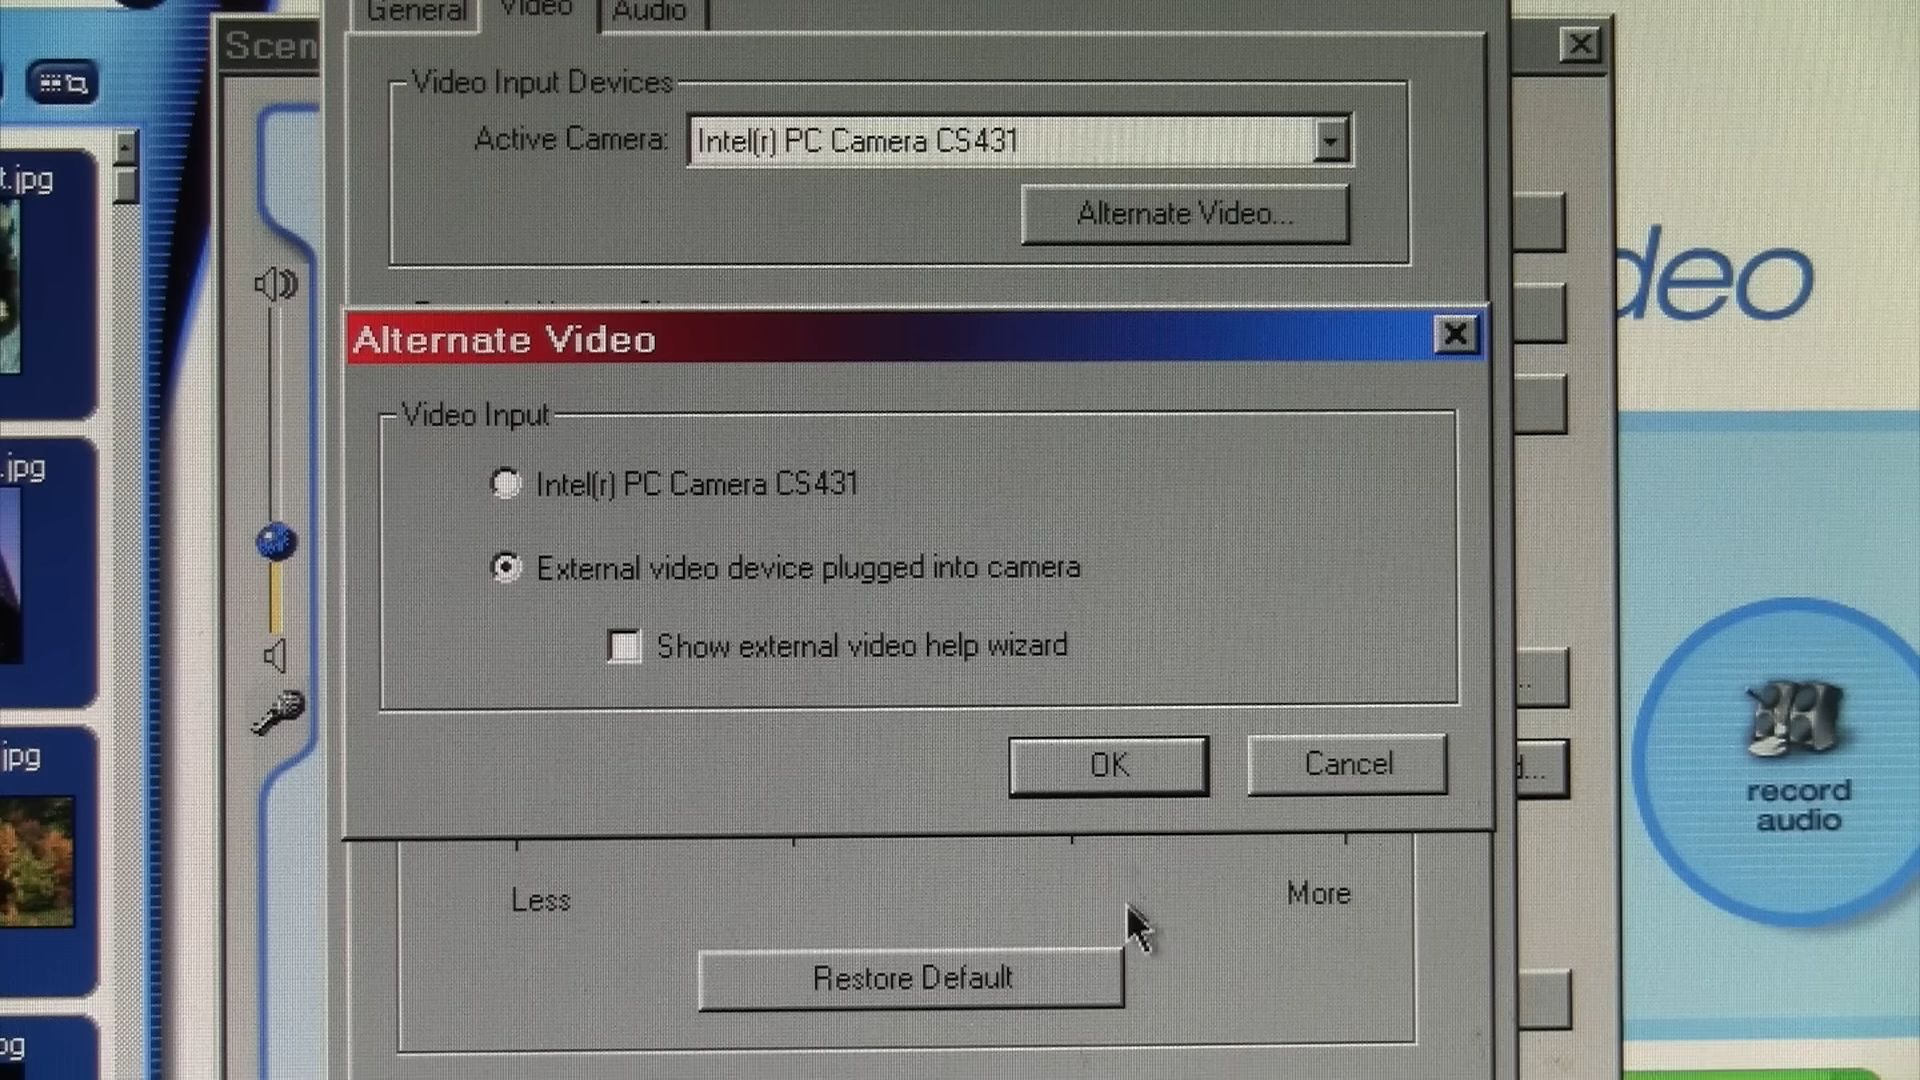 General Video Audio
Scen
Video Input Devices
Active Camera: Intel(r) PC Camera CS431
Alternate Video...
t.jpg
deo
Alternate Video
Video Input
Intel(r) PC Camera CS431
.jpg
External video device plugged into camera
Show external video help wizard
OK
Cancel
jpg
record
audio
Less
More
Restore Default
pg